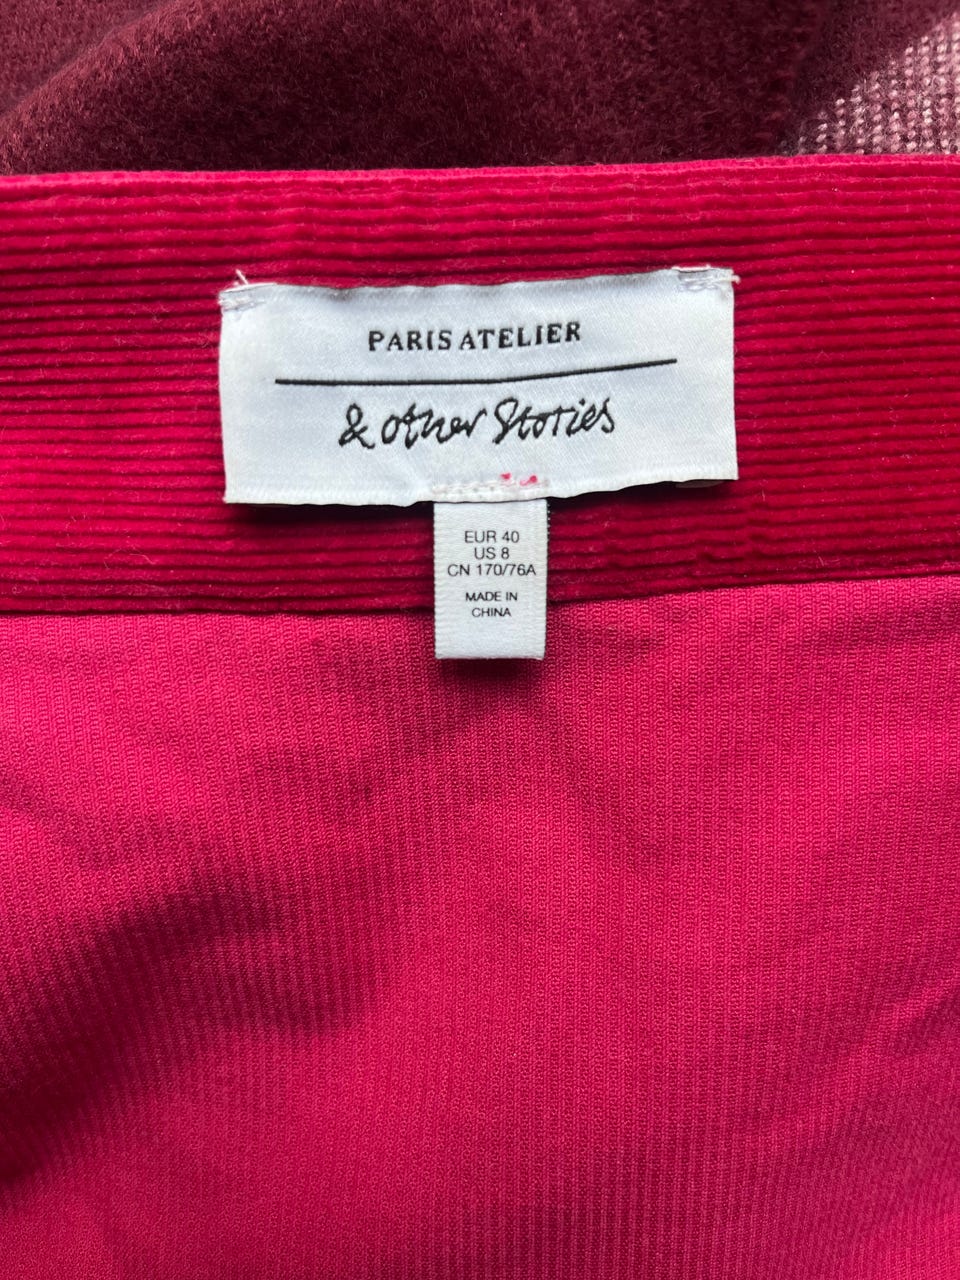 PARIS ATELIER
& other Stories
EUR 40
US 8
CN 170/76A
MADE IN
CHINA